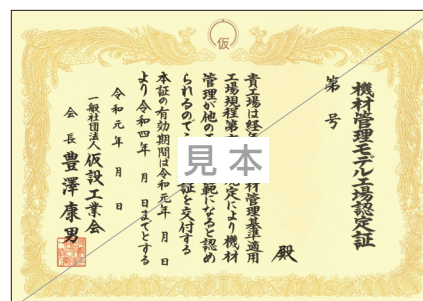 仮
機材管理モデル工場認定証
第 号
殿
貴工場は経 材管理基準適用
工場規程第 定により機材
管理が他の 範になると認め
られるので 証を交付する
本証の有効期間は令和元年 月 日
より令和四年 月 日までとする
令和元年 月 日
一般社団法人 仮設工業会
会長 豊澤康男
見本